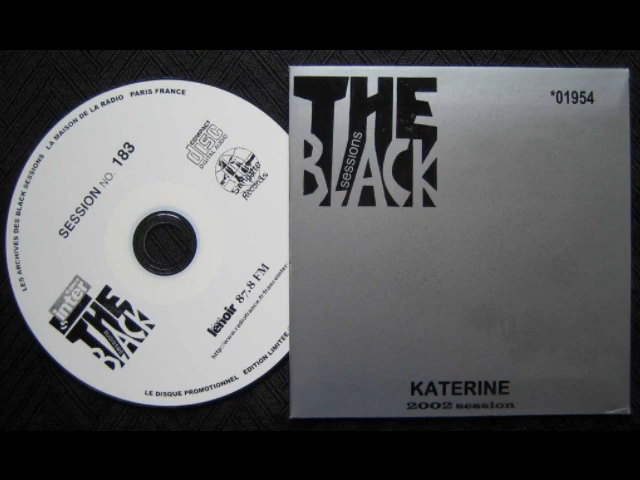 LES ARCHIVES DES BLACK SESSIONS LA MAISON DE LA RADIO PARIS FRANCE
SESSION NO. 183
COMPACT
disc
DIGITAL AUDIO
Records
inter
THE
BLACK
lenoir 87.8 FM
LE DISQUE PROMOTIONNEL EDITION LIMITÉE
THE
sessions
BLACK
*01954
KATERINE
2002 session